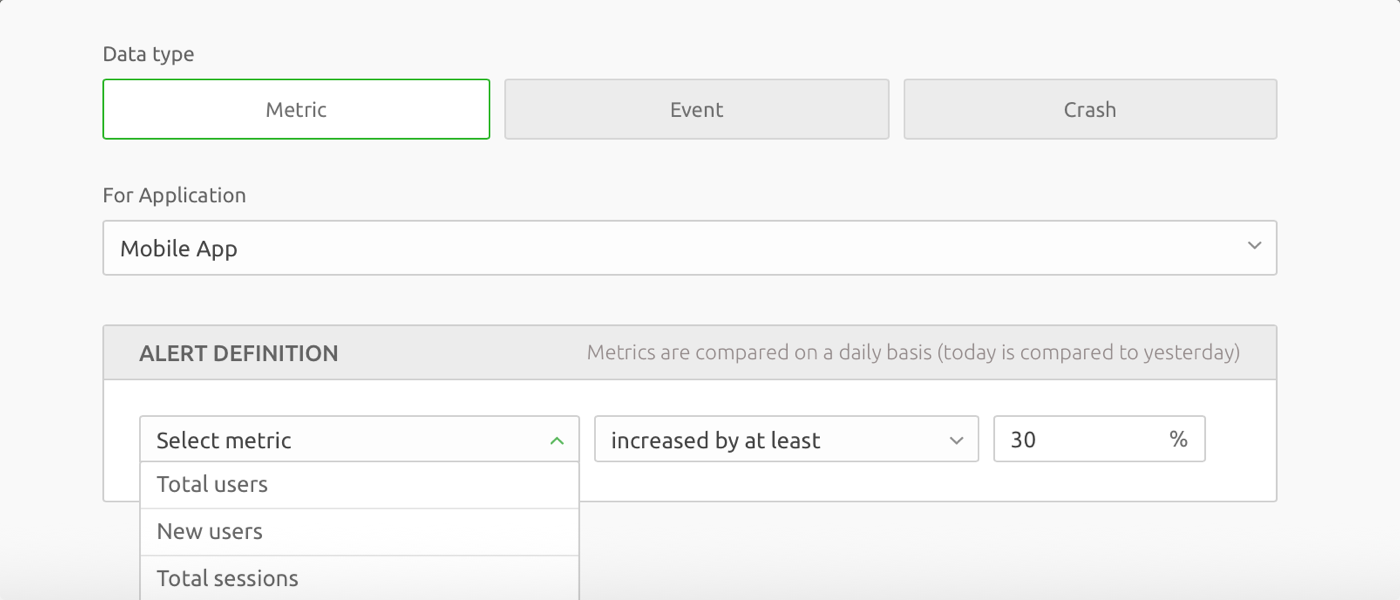 Data type
Metric Event Crash
For Application
Mobile App
ALERT DEFINITION Metrics are compared on a daily basis (today is compared to yesterday)
Select metric increased by at least 30 %
Total users
New users
Total sessions